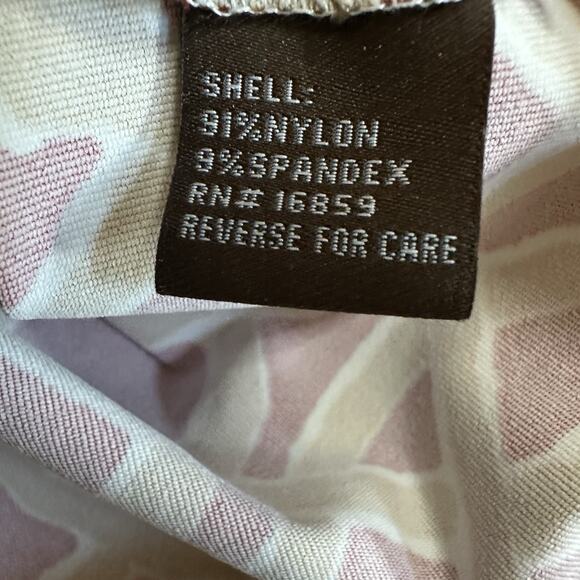 SHELL:
91%NYLON
9%SPANDEX
RN# 16859
REVERSE FOR CARE